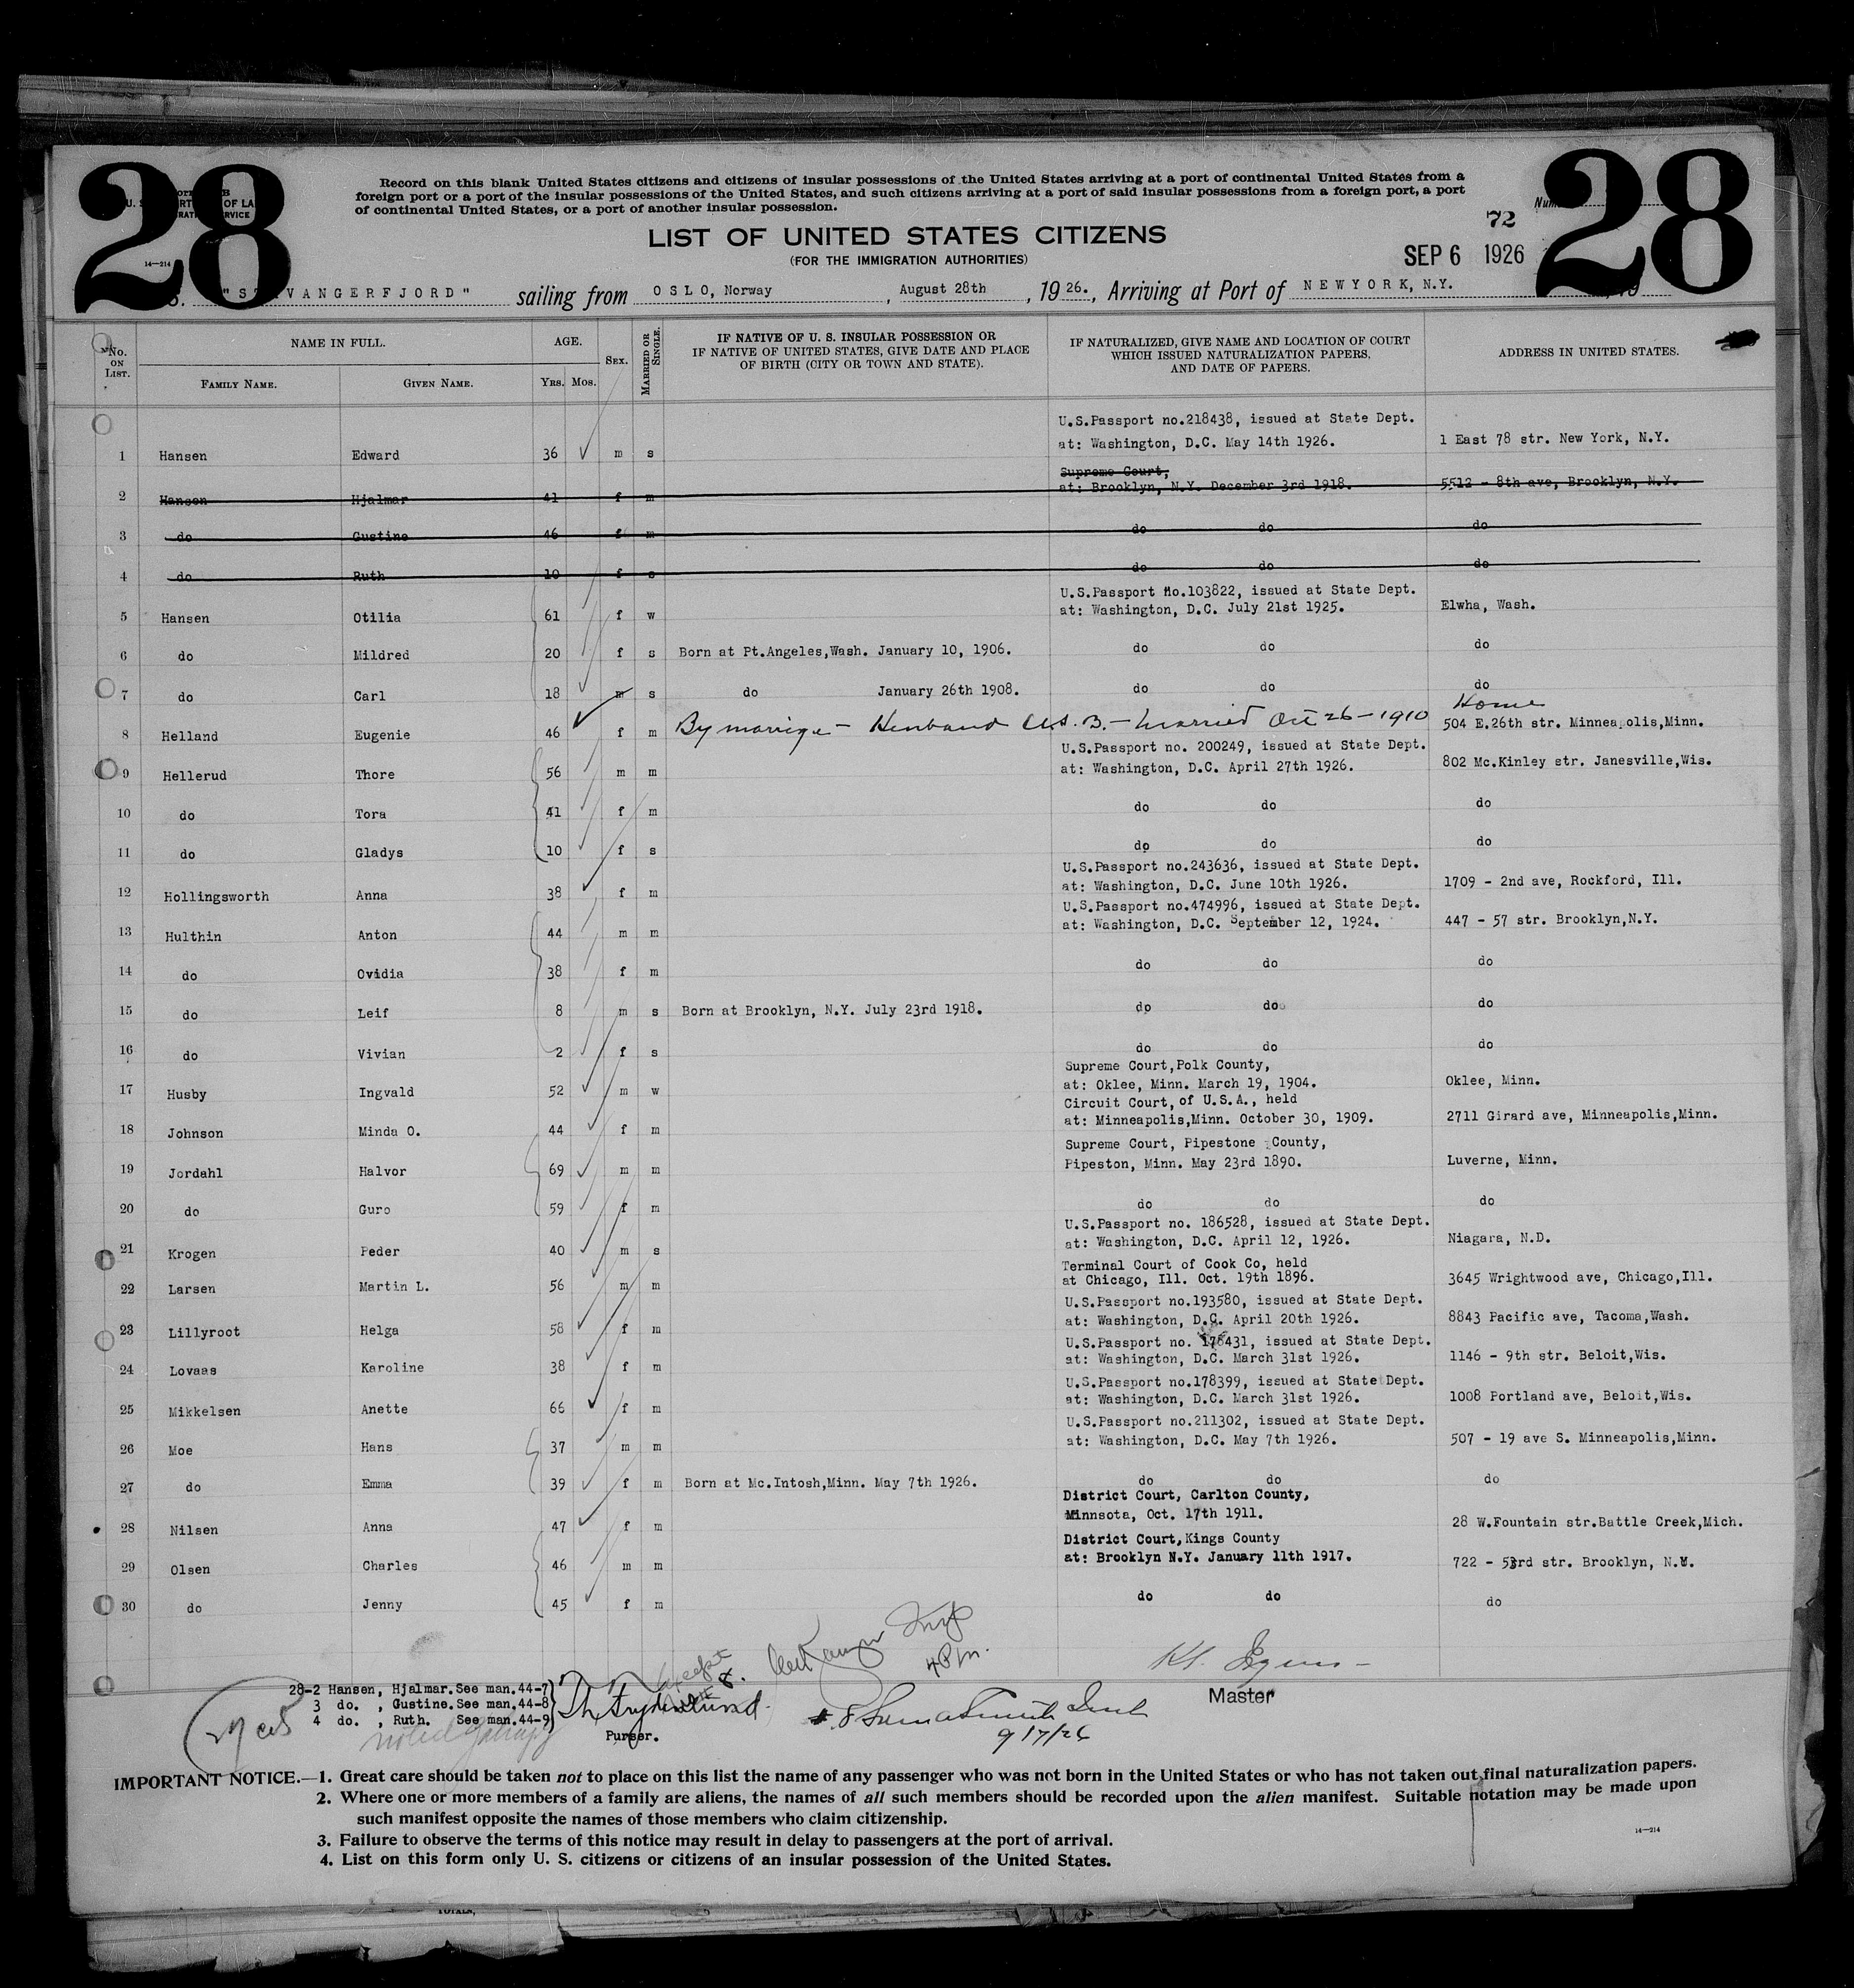 28
28
Record on this blank United States citizens and citizens of insular possessions of the United States arriving at a port of continental United States from a
foreign port or a port of the insular possessions of the United States, and such citizens arriving at a port of said insular possessions from a foreign port, a port
of continental United States, or a port of another insular possession.
72
LIST OF UNITED STATES CITIZENS
(FOR THE IMMIGRATION AUTHORITIES)
SEP 6 1926
14—214
"STAVANGERFJORD" sailing from OSLO, Norway, August 28th, 1926., Arriving at Port of NEWYORK, N.Y.
No. ON LIST.
NAME IN FULL.
FAMILY NAME. GIVEN NAME.
AGE.
YRS. MOS.
SEX.
MARRIED OR SINGLE.
IF NATIVE OF U. S. INSULAR POSSESSION OR
IF NATIVE OF UNITED STATES, GIVE DATE AND PLACE
OF BIRTH (CITY OR TOWN AND STATE).
IF NATURALIZED, GIVE NAME AND LOCATION OF COURT
WHICH ISSUED NATURALIZATION PAPERS,
AND DATE OF PAPERS.
ADDRESS IN UNITED STATES.
U.S.Passport no.218438, issued at State Dept.
1 Hansen Edward 36 m s at: Washington, D.C. May 14th 1926. 1 East 78 str. New York, N.Y.
Supreme Court,
2 Hansen Hjalmar 41 f m at: Brooklyn, N.Y. December 3rd 1918. 5512 - 8th ave, Brooklyn, N.Y.
3 do Gustine 46 f m do do do
4 do Ruth 10 f s do do do
U.S.Passport no.103822, issued at State Dept.
5 Hansen Otilia 61 f w at: Washington, D.C. July 21st 1925. Elwha, Wash.
6 do Mildred 20 f s Born at Pt.Angeles,Wash. January 10, 1906. do do do
7 do Carl 18 m s do January 26th 1908. do do do
Home
8 Helland Eugenie 46 f m By marrige - Husband U.S. B. - Married Oct 26-1910 504 E.26th str. Minneapolis,Minn.
U.S.Passport no. 200249, issued at State Dept.
9 Hellerud Thore 56 m m at: Washington, D.C. April 27th 1926. 802 Mc.Kinley str. Janesville,Wis.
10 do Tora 41 f m do do do
11 do Gladys 10 f s do do do
U.S.Passport no.243636, issued at State Dept.
12 Hollingsworth Anna 38 f m at: Washington, D.C. June 10th 1926. 1709 - 2nd ave, Rockford, Ill.
U.S.Passport no.474996, issued at State Dept.
13 Hulthin Anton 44 m m at: Washington, D.C. September 12, 1924. 447 - 57 str. Brooklyn,N.Y.
14 do Ovidia 38 f m do do do
15 do Leif 8 m s Born at Brooklyn, N.Y. July 23rd 1918. do do do
16 do Vivian 2 f s do do do
Supreme Court,Polk County,
17 Husby Ingvald 52 m w at: Oklee, Minn. March 19, 1904. Oklee, Minn.
Circuit Court, of U.S.A., held
18 Johnson Minda O. 44 f m at: Minneapolis,Minn. October 30, 1909. 2711 Girard ave, Minneapolis,Minn.
Supreme Court, Pipestone County,
19 Jordahl Halvor 69 m m Pipeston, Minn. May 23rd 1890. Luverne, Minn.
20 do Guro 59 f m do do do
U.S.Passport no. 186528, issued at State Dept.
21 Krogen Peder 40 m s at: Washington, D.C. April 12, 1926. Niagara, N.D.
Terminal Court of Cook Co, held
22 Larsen Martin L. 56 m m at Chicago, Ill. Oct. 19th 1896. 3645 Wrightwood ave, Chicago,Ill.
U.S.Passport no.193580, issued at State Dept.
23 Lillyroot Helga 58 f m at: Washington, D.C. April 20th 1926. 8843 Pacific ave, Tacoma,Wash.
U.S.Passport no. 178431, issued at State Dept.
24 Lovaas Karoline 38 f m at: Washington, D.C. March 31st 1926. 1146 - 9th str. Beloit,Wis.
U.S.Passport no.178399, issued at State Dept.
25 Mikkelsen Anette 66 f m at: Washington, D.C. March 31st 1926. 1008 Portland ave, Beloit,Wis.
U.S.Passport no.211302, issued at State Dept.
26 Moe Hans 37 m m at: Washington, D.C. May 7th 1926. 507 - 19 ave S. Minneapolis,Minn.
27 do Emma 39 f m Born at Mc.Intosh,Minn. May 7th 1926. do do do
District Court, Carlton County,
28 Nilsen Anna 47 f m Minnsota, Oct. 17th 1911. 28 W.Fountain str.Battle Creek,Mich.
District Court,Kings County
29 Olsen Charles 46 m m at: Brooklyn N.Y. January 11th 1917. 722 - 53rd str. Brooklyn, N.Y.
30 do Jenny 45 f m do do do
except
8.
28-2 Hansen, Hjalmar. See man.44-7
3 do. , Gustine. See man.44-8
4 do. , Ruth. See man.44-9
Purser.
Master
9/7/26
IMPORTANT NOTICE.—1. Great care should be taken not to place on this list the name of any passenger who was not born in the United States or who has not taken out final naturalization papers.
2. Where one or more members of a family are aliens, the names of all such members should be recorded upon the alien manifest. Suitable notation may be made upon
such manifest opposite the names of those members who claim citizenship.
3. Failure to observe the terms of this notice may result in delay to passengers at the port of arrival.
4. List on this form only U. S. citizens or citizens of an insular possession of the United States.
14—214
TOTALS,